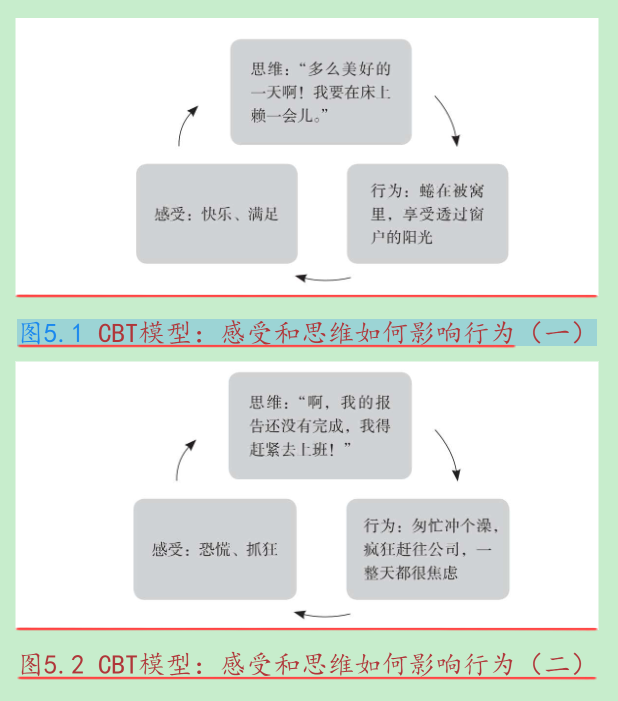 思维：“多么美好的
一天啊！我要在床上
赖一会儿。”
感受：快乐、满足
行为：蜷在被窝
里，享受透过窗
户的阳光
图5.1 CBT模型：感受和思维如何影响行为（一）
思维：“啊，我的报
告还没有完成，我得
赶紧去上班！”
感受：恐慌、抓狂
行为：匆忙冲个澡，
疯狂赶往公司，一
整天都很焦虑
图5.2 CBT模型：感受和思维如何影响行为（二）